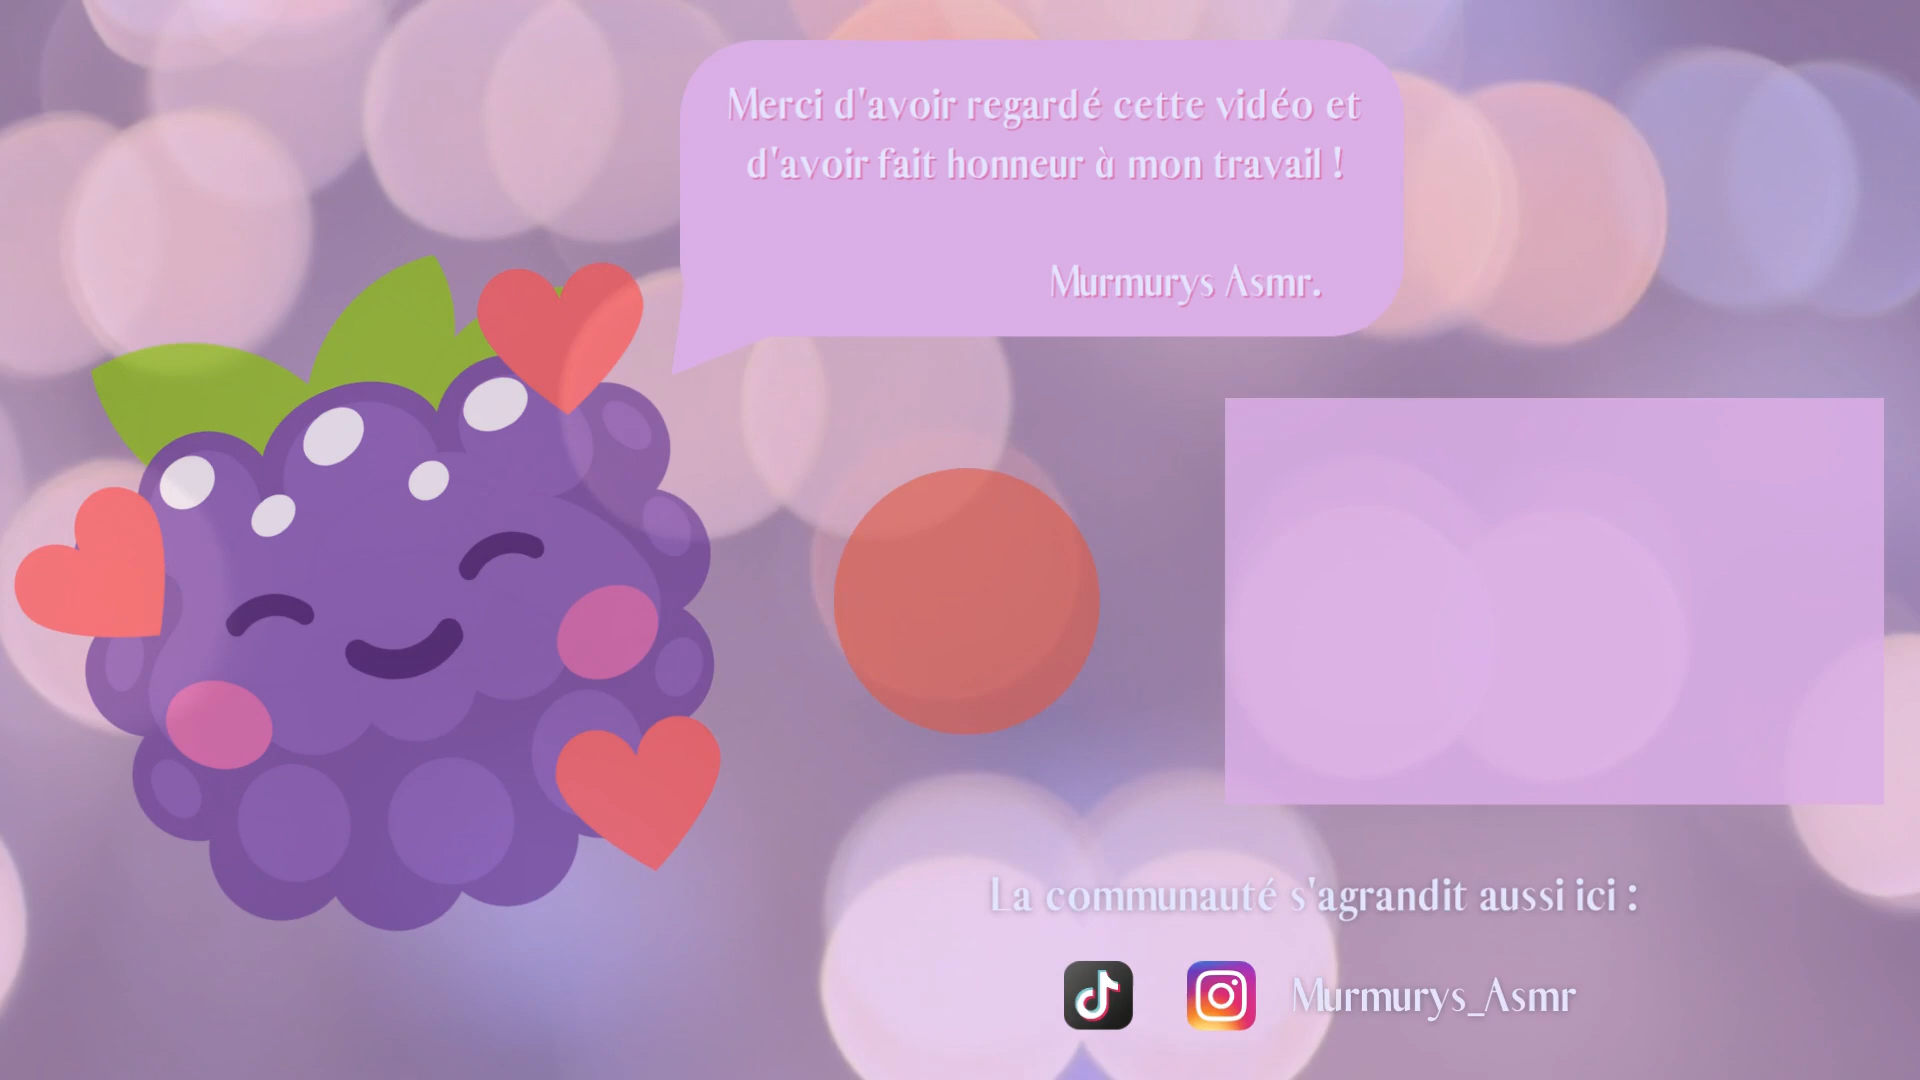 Merci d'avoir regardé cette vidéo et
d'avoir fait honneur à mon travail !
Murmurys Asmr.
La communauté s'agrandit aussi ici :
Murmurys_Asmr